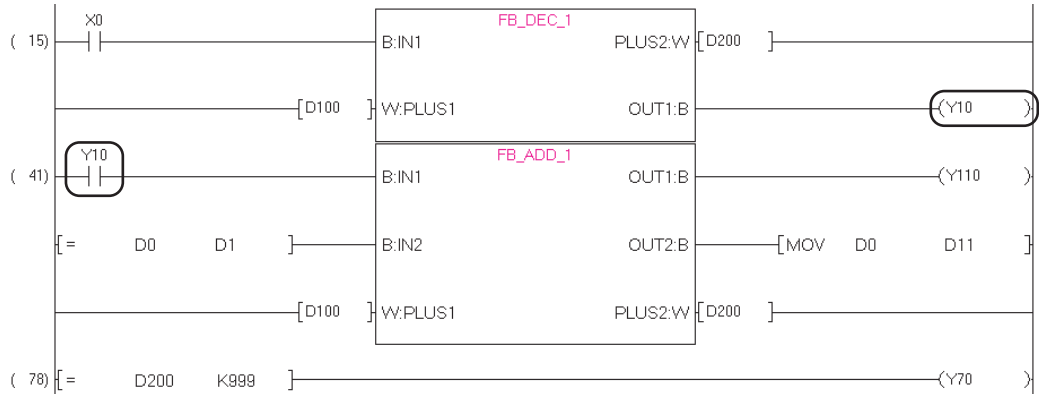 X0 FB_DEC_1
( 15) B:IN1 PLUS2:W [D200 ]
[D100 ] W:PLUS1 OUT1:B (Y10 )
Y10 FB_ADD_1
( 41) B:IN1 OUT1:B (Y110 )
[= D0 D1 ] B:IN2 OUT2:B [MOV D0 D11 ]
[D100 ] W:PLUS1 PLUS2:W [D200 ]
( 78) [= D200 K999 ] (Y70 )